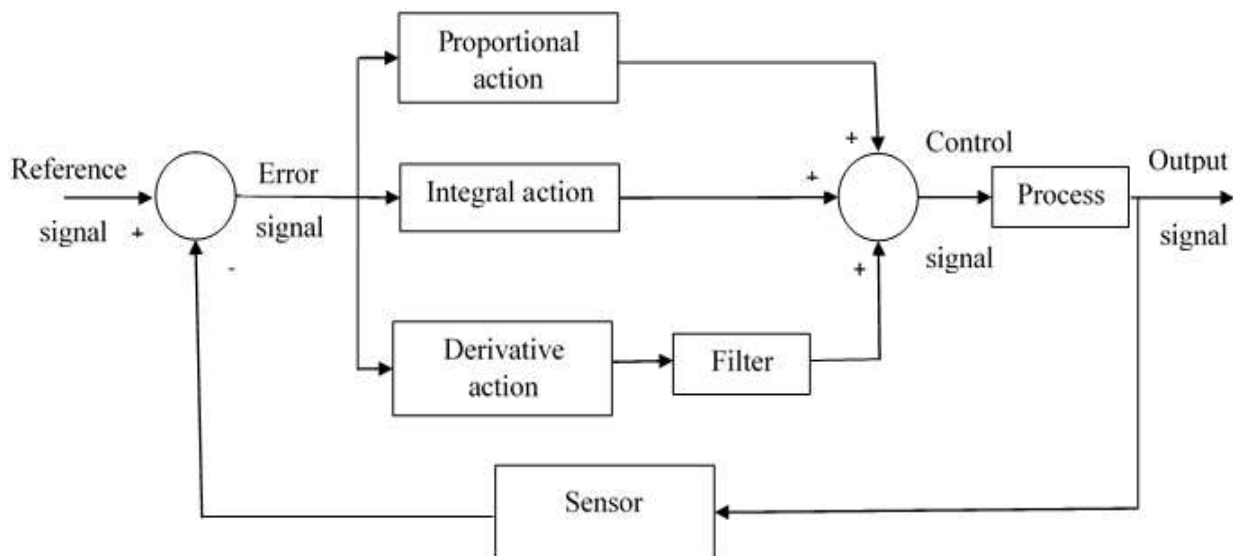 Proportional
action
+
Control
Reference
Error
Integral action
+
Process
Output
signal
+
signal
signal
signal
-
+
Derivative
action
Filter
Sensor